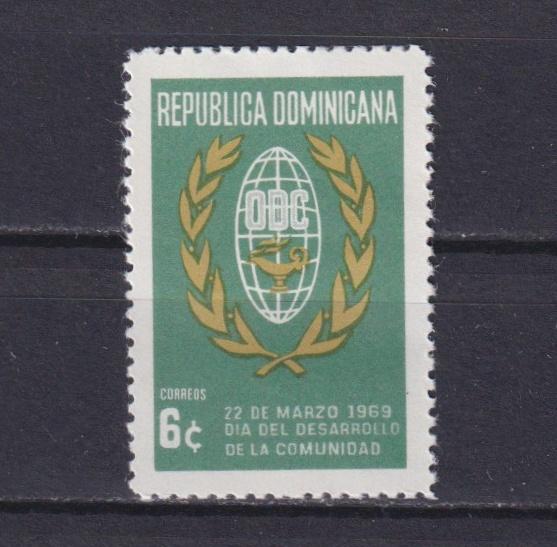 REPUBLICA DOMINICANA
ODC
CORREOS
6¢
22 DE MARZO 1969
DIA DEL DESARROLLO
DE LA COMUNIDAD